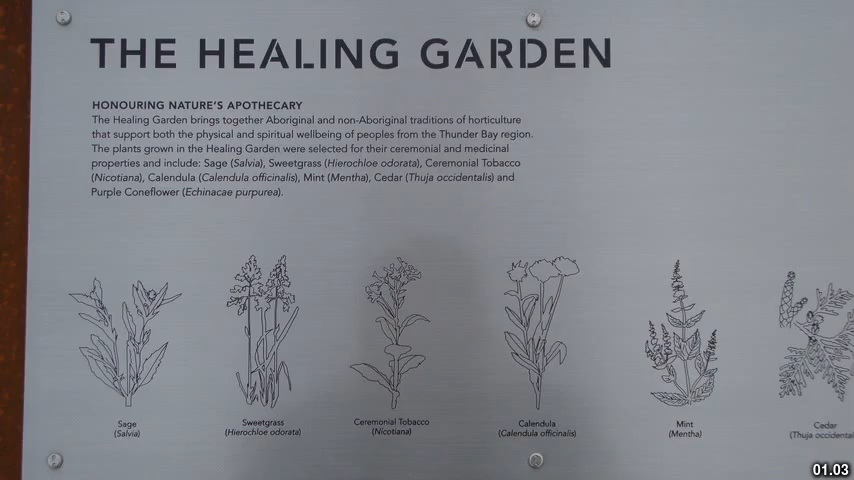 THE HEALING GARDEN
HONOURING NATURE'S APOTHECARY
The Healing Garden brings together Aboriginal and non-Aboriginal traditions of horticulture
that support both the physical and spiritual wellbeing of peoples from the Thunder Bay region.
The plants grown in the Healing Garden were selected for their ceremonial and medicinal
properties and include: Sage (Salvia), Sweetgrass (Hierochloe odorata), Ceremonial Tobacco
(Nicotiana), Calendula (Calendula officinalis), Mint (Mentha), Cedar (Thuja occidentalis) and
Purple Coneflower (Echinacae purpurea).
Sage
(Salvia)
Sweetgrass
(Hierochloe odorata)
Ceremonial Tobacco
(Nicotiana)
Calendula
(Calendula officinalis)
Mint
(Mentha)
Cedar
(Thuja occidental
01.03